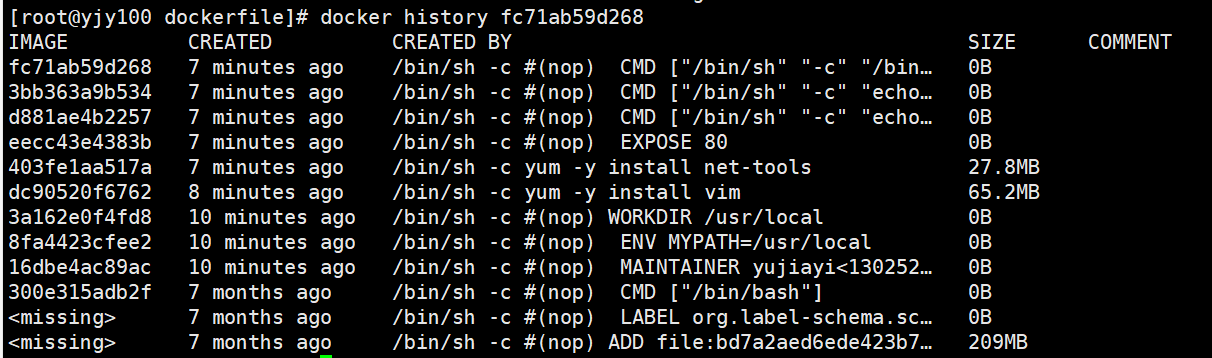 [root@yjy100 dockerfile]# docker history fc71ab59d268
IMAGE CREATED CREATED BY SIZE COMMENT
fc71ab59d268 7 minutes ago /bin/sh -c #(nop) CMD ["/bin/sh" "-c" "/bin… 0B
3bb363a9b534 7 minutes ago /bin/sh -c #(nop) CMD ["/bin/sh" "-c" "echo… 0B
d881ae4b2257 7 minutes ago /bin/sh -c #(nop) CMD ["/bin/sh" "-c" "echo… 0B
eecc43e4383b 7 minutes ago /bin/sh -c #(nop) EXPOSE 80 0B
403fe1aa517a 7 minutes ago /bin/sh -c yum -y install net-tools 27.8MB
dc90520f6762 8 minutes ago /bin/sh -c yum -y install vim 65.2MB
3a162e0f4fd8 10 minutes ago /bin/sh -c #(nop) WORKDIR /usr/local 0B
8fa4423cfee2 10 minutes ago /bin/sh -c #(nop) ENV MYPATH=/usr/local 0B
16dbe4ac89ac 10 minutes ago /bin/sh -c #(nop) MAINTAINER yujiayi<130252… 0B
300e315adb2f 7 months ago /bin/sh -c #(nop) CMD ["/bin/bash"] 0B
<missing> 7 months ago /bin/sh -c #(nop) LABEL org.label-schema.sc… 0B
<missing> 7 months ago /bin/sh -c #(nop) ADD file:bd7a2aed6ede423b7… 209MB